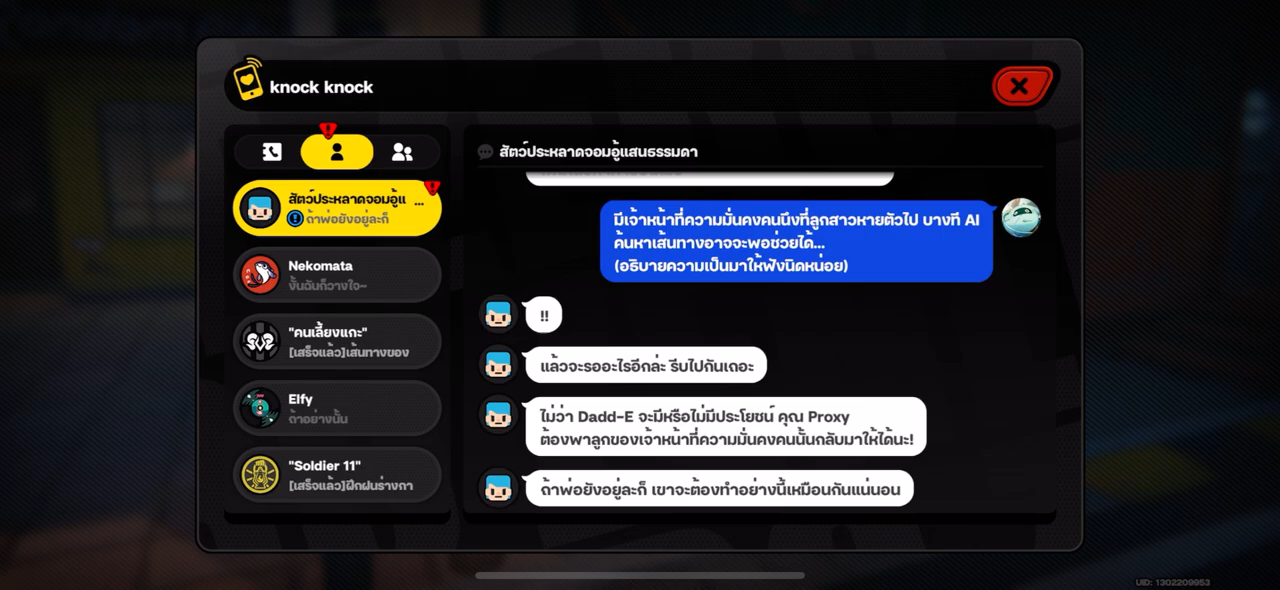 knock knock
สัตว์ประหลาดจอมอู้แ ...
ถ้าพ่อยังอยู่ละก็
Nekomata
งั้นฉันก็วางใจ~
"คนเลี้ยงแกะ"
[เสร็จแล้ว]เส้นทางของ
Elfy
ถ้าอย่างนั้น
"Soldier 11"
[เสร็จแล้ว]ฝึกฝนร่างกา
สัตว์ประหลาดจอมอู้แสนธรรมดา
มีเจ้าหน้าที่ความมั่นคงคนนึงที่ลูกสาวหายตัวไป บางที AI
ค้นหาเส้นทางอาจจะพอช่วยได้...
(อธิบายความเป็นมาให้ฟังนิดหน่อย)
!!
แล้วจะรออะไรอีกล่ะ รีบไปกันเถอะ
ไม่ว่า Dadd-E จะมีหรือไม่มีประโยชน์ คุณ Proxy
ต้องพาลูกของเจ้าหน้าที่ความมั่นคงคนนั้นกลับมาให้ได้นะ!
ถ้าพ่อยังอยู่ละก็ เขาจะต้องทำอย่างนี้เหมือนกันแน่นอน
UID: 1302209953